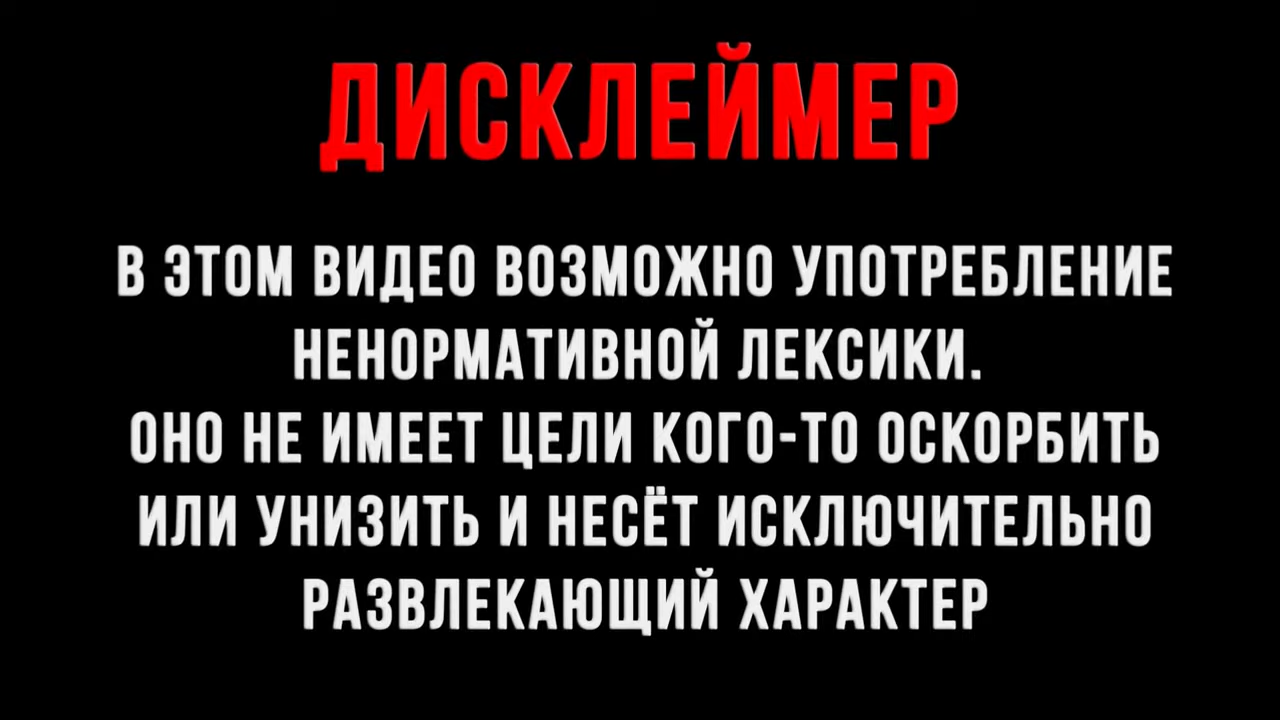 ДИСКЛЕЙМЕР
В ЭТОМ ВИДЕО ВОЗМОЖНО УПОТРЕБЛЕНИЕ
НЕНОРМАТИВНОЙ ЛЕКСИКИ.
ОНО НЕ ИМЕЕТ ЦЕЛИ КОГО-ТО ОСКОРБИТЬ
ИЛИ УНИЗИТЬ И НЕСЁТ ИСКЛЮЧИТЕЛЬНО
РАЗВЛЕКАЮЩИЙ ХАРАКТЕР